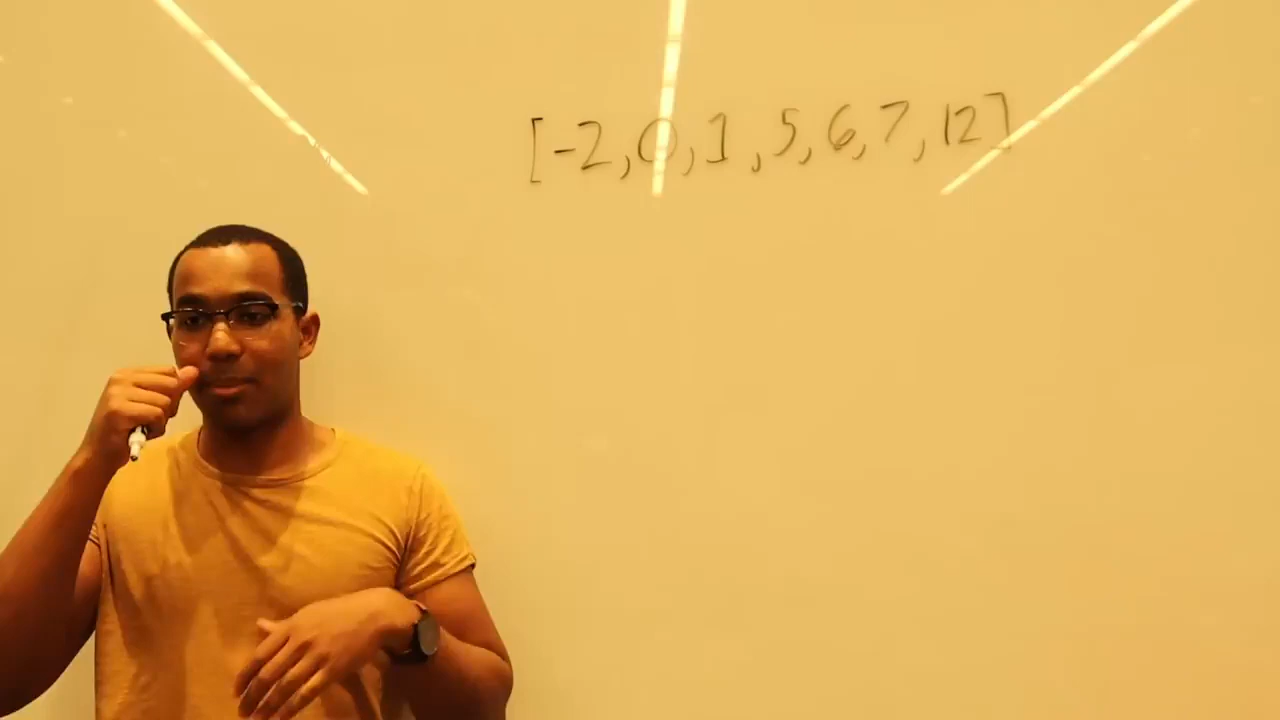 [-2, 0, 1, 5, 6, 7, 12]